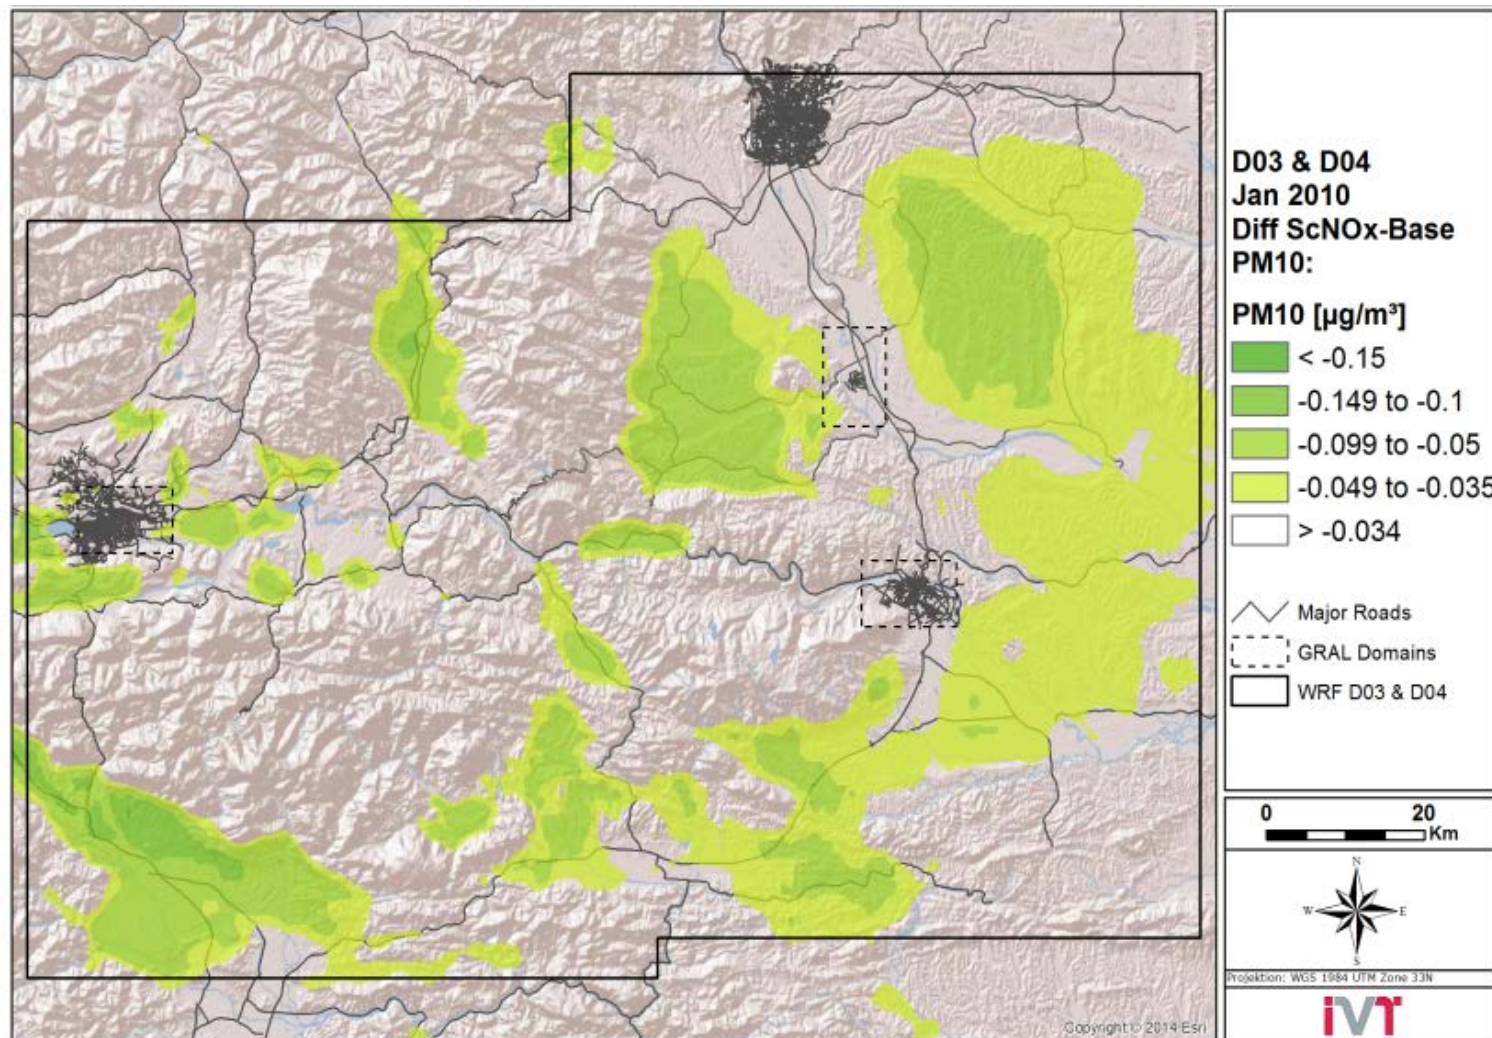 D03 & D04
Jan 2010
Diff ScNOx-Base
PM10:
PM10 [µg/m³]
< -0.15
-0.149 to -0.1
-0.099 to -0.05
-0.049 to -0.035
> -0.034
Major Roads
GRAL Domains
WRF D03 & D04
0 20
Km
N
W E
S
Projektion: WGS 1984 UTM Zone 33N
Copyright © 2014 Esri
iVT